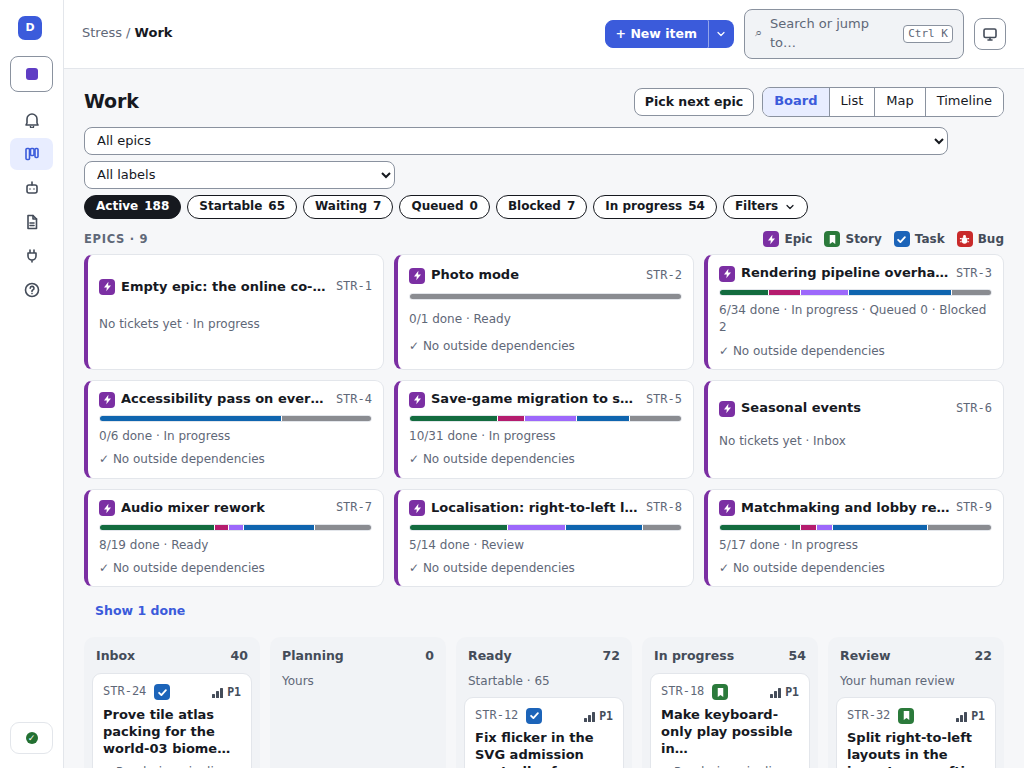 D
Stress / Work
+ New item
Search or jump to…
Ctrl K
Work
Pick next epic
Board
List
Map
Timeline
All epics
All labels
Active 188
Startable 65
Waiting 7
Queued 0
Blocked 7
In progress 54
Filters
EPICS · 9
Epic
Story
Task
Bug
Empty epic: the online co-… STR-1
No tickets yet · In progress
Photo mode STR-2
0/1 done · Ready
✓ No outside dependencies
Rendering pipeline overha… STR-3
6/34 done · In progress · Queued 0 · Blocked
2
✓ No outside dependencies
Accessibility pass on ever… STR-4
0/6 done · In progress
✓ No outside dependencies
Save-game migration to s… STR-5
10/31 done · In progress
✓ No outside dependencies
Seasonal events STR-6
No tickets yet · Inbox
Audio mixer rework STR-7
8/19 done · Ready
✓ No outside dependencies
Localisation: right-to-left l… STR-8
5/14 done · Review
✓ No outside dependencies
Matchmaking and lobby re… STR-9
5/17 done · In progress
✓ No outside dependencies
Show 1 done
Inbox 40
STR-24 P1
Prove tile atlas
packing for the
world-03 biome…
Planning 0
Yours
Ready 72
Startable · 65
STR-12 P1
Fix flicker in the
SVG admission
In progress 54
STR-18 P1
Make keyboard-
only play possible
in…
Review 22
Your human review
STR-32 P1
Split right-to-left
layouts in the